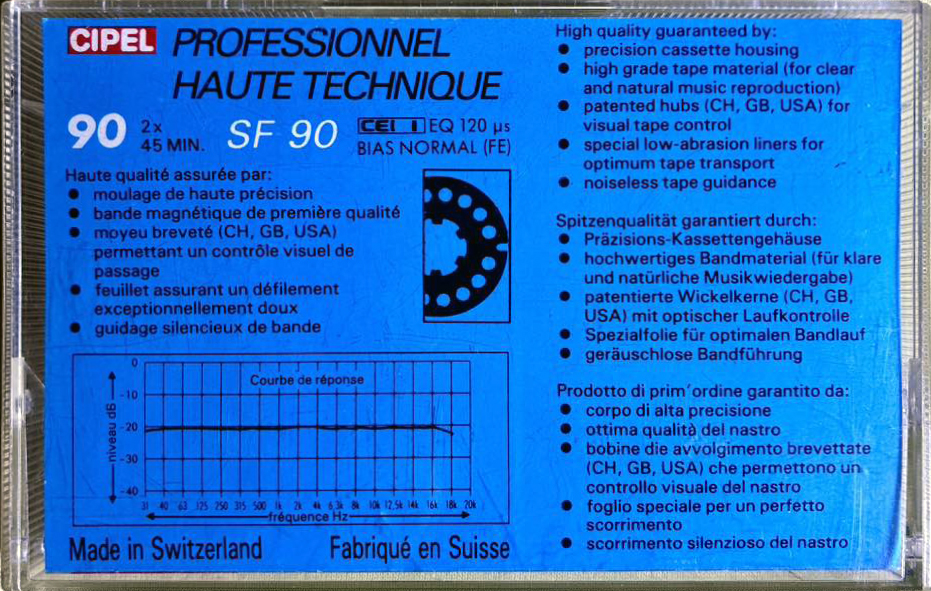 CIPEL PROFESSIONNEL
HAUTE TECHNIQUE
90 2x
45 MIN. SF 90 CEI I EQ 120 µs
BIAS NORMAL (FE)
Haute qualité assurée par:
● moulage de haute précision
● bande magnétique de première qualité
● moyeu breveté (CH, GB, USA)
permettant un contrôle visuel de
passage
● feuillet assurant un défilement
exceptionnellement doux
● guidage silencieux de bande
Courbe de réponse
niveau dB
0
-10
-20
-30
-40
31 40 63 125 250 315 500 1k 2k 4k 6,3k 8k 10k 12,5k 14k 16k 18k 20k
fréquence Hz
Made in Switzerland Fabriqué en Suisse
High quality guaranteed by:
● precision cassette housing
● high grade tape material (for clear
and natural music reproduction)
● patented hubs (CH, GB, USA) for
visual tape control
● special low-abrasion liners for
optimum tape transport
● noiseless tape guidance
Spitzenqualität garantiert durch:
● Präzisions-Kassettengehäuse
● hochwertiges Bandmaterial (für klare
und natürliche Musikwiedergabe)
● patentierte Wickelkerne (CH, GB,
USA) mit optischer Laufkontrolle
● Spezialfolie für optimalen Bandlauf
● geräuschlose Bandführung
Prodotto di prim'ordine garantito da:
● corpo di alta precisione
● ottima qualità del nastro
● bobine die avvolgimento brevettate
(CH, GB, USA) che permettono un
controllo visuale del nastro
● foglio speciale per un perfetto
scorrimento
● scorrimento silenzioso del nastro